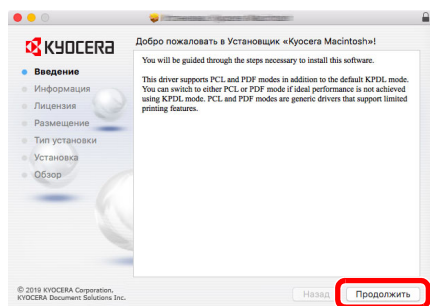 KYOCERA
Добро пожаловать в Установщик «Kyocera Macintosh»!
Введение
Информация
Лицензия
Размещение
Тип установки
Установка
Обзор
You will be guided through the steps necessary to install this software.
This driver supports PCL and PDF modes in addition to the default KPDL mode.
You can switch to either PCL or PDF mode if ideal performance is not achieved
using KPDL mode. PCL and PDF modes are generic drivers that support limited
printing features.
© 2019 KYOCERA Corporation,
KYOCERA Document Solutions Inc.
Назад
Продолжить